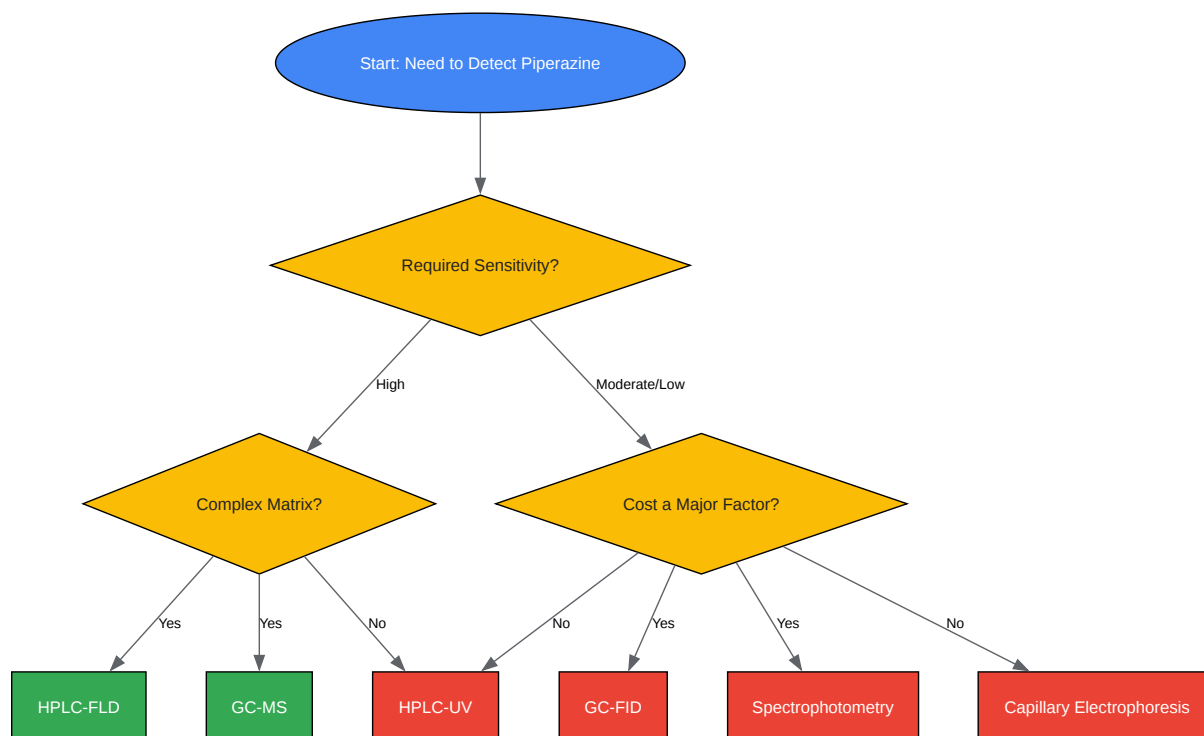 Start: Need to Detect Piperazine
Required Sensitivity?
High
Moderate/Low
Complex Matrix?
Cost a Major Factor?
Yes
Yes
No
No
Yes
Yes
No
HPLC-FLD
GC-MS
HPLC-UV
GC-FID
Spectrophotometry
Capillary Electrophoresis